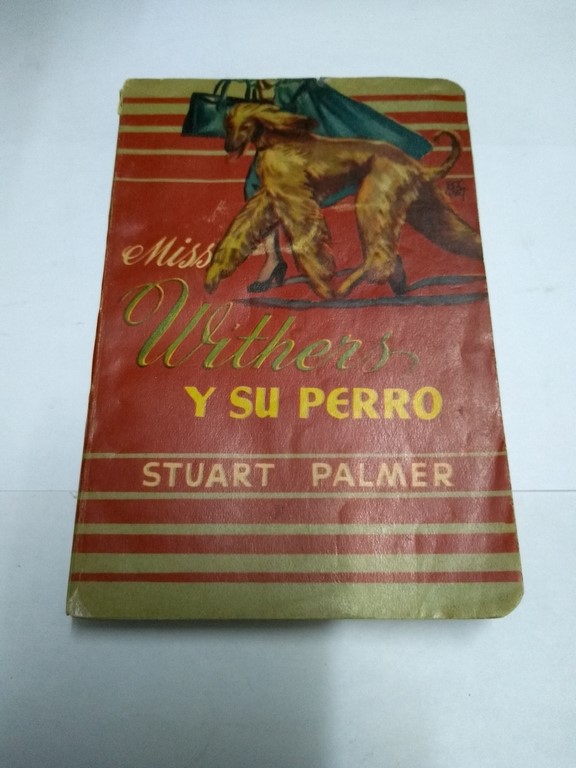 Miss
Withers
Y SU PERRO
STUART PALMER